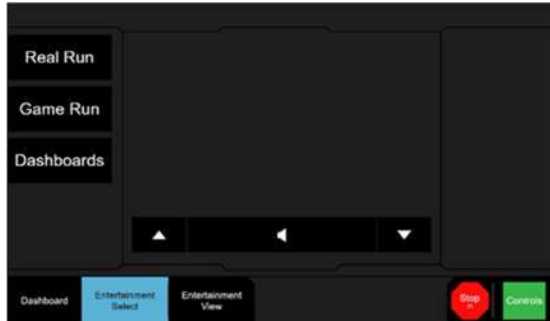 Real Run
Game Run
Dashboards
Dashboard
Entertainment
Select
Entertainment
View
Stop
Controls